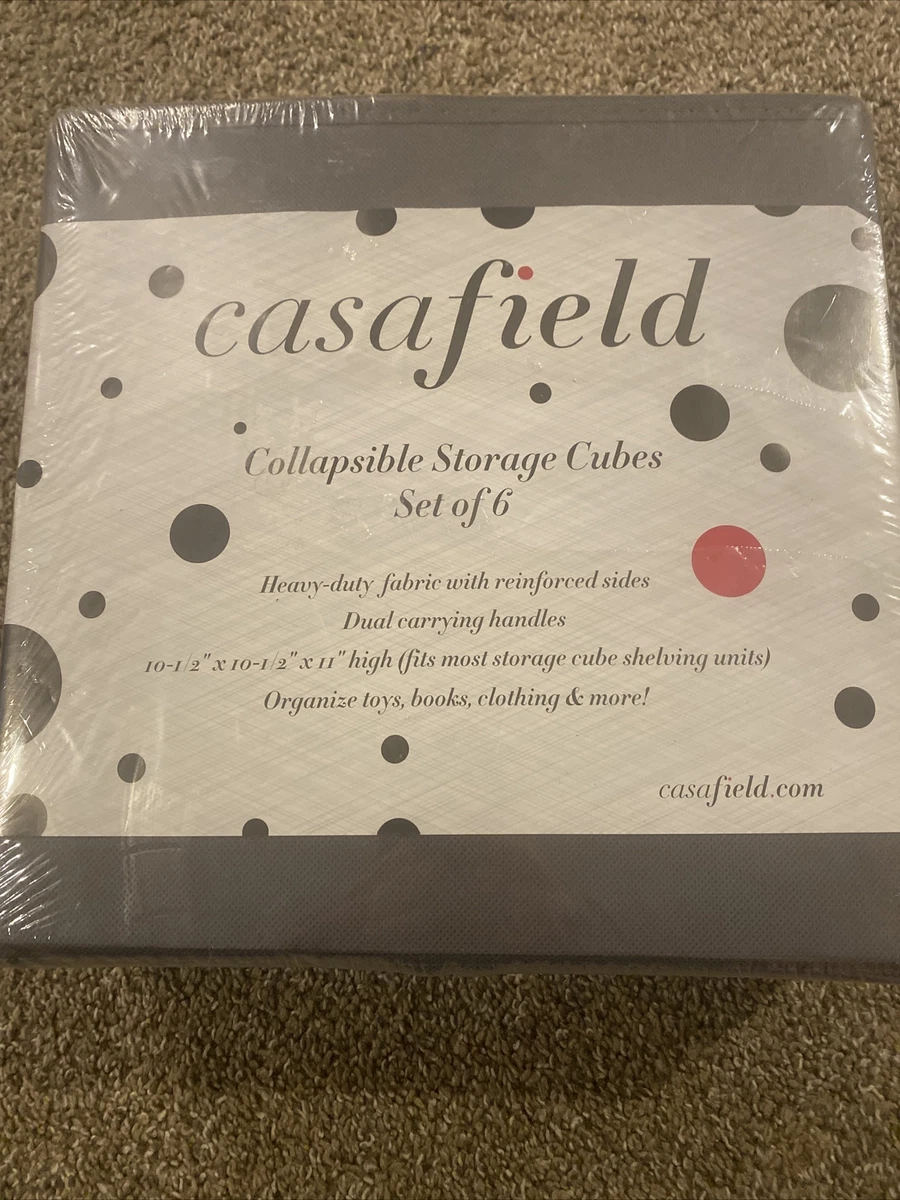 casafield
Collapsible Storage Cubes
Set of 6
Heavy-duty fabric with reinforced sides
Dual carrying handles
10-1/2" x 10-1/2" x 11" high (fits most storage cube shelving units)
Organize toys, books, clothing & more!
casafield.com